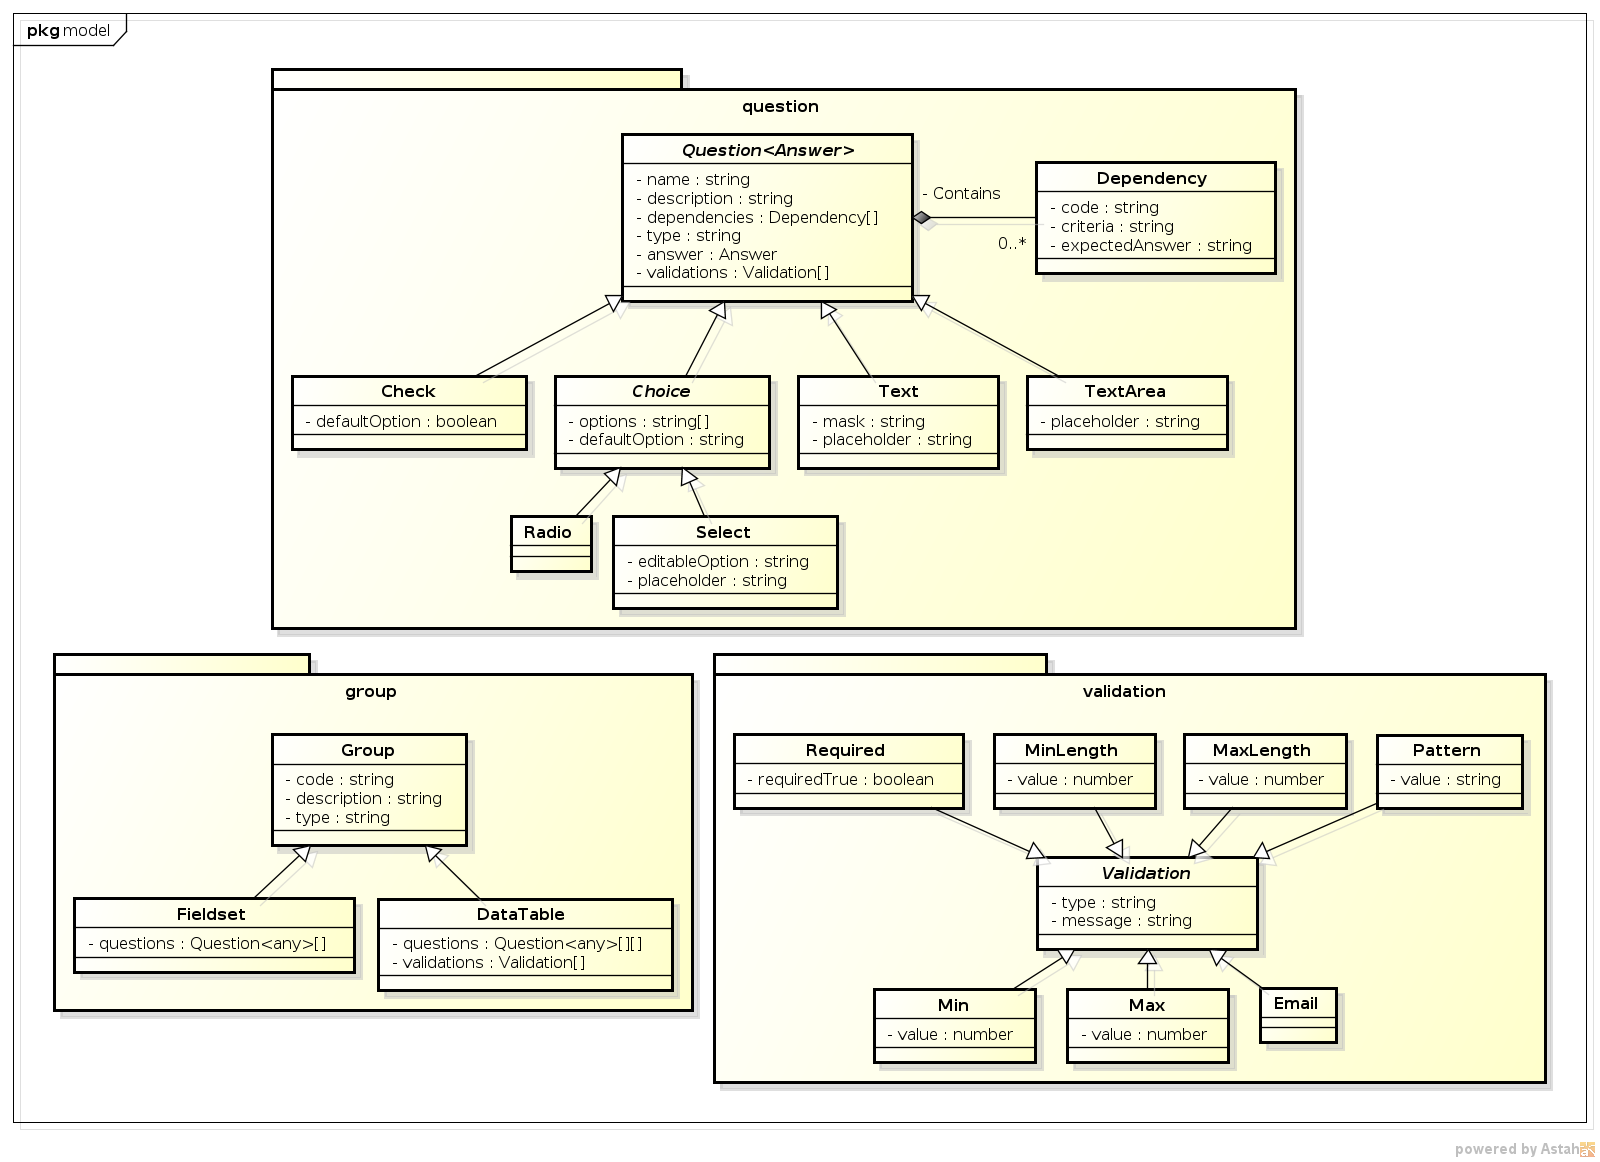 pkg model
question
Question<Answer>
- name : string
- description : string
- dependencies : Dependency[]
- type : string
- answer : Answer
- validations : Validation[]
- Contains
0..*
Dependency
- code : string
- criteria : string
- expectedAnswer : string
Check
- defaultOption : boolean
Choice
- options : string[]
- defaultOption : string
Text
- mask : string
- placeholder : string
TextArea
- placeholder : string
Radio
Select
- editableOption : string
- placeholder : string
group
Group
- code : string
- description : string
- type : string
Fieldset
- questions : Question<any>[]
DataTable
- questions : Question<any>[][]
- validations : Validation[]
validation
Required
- requiredTrue : boolean
MinLength
- value : number
MaxLength
- value : number
Pattern
- value : string
Validation
- type : string
- message : string
Min
- value : number
Max
- value : number
Email
powered by Astah